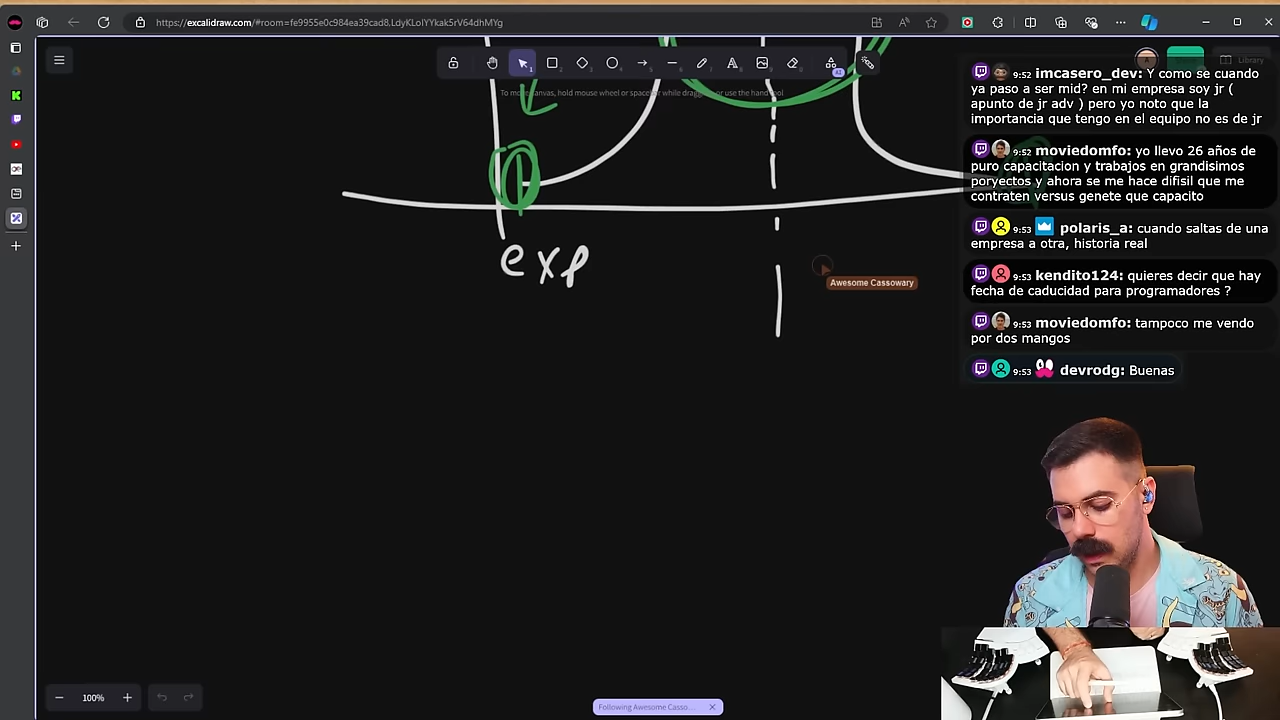 https://excalidraw.com/#room=fe9955e0c984ea39cad8.LdyKLoIYYkak5rV64dhMYg
Library
To move canvas, hold mouse wheel or spacebar while dragging, or use the hand tool
9:52 imcasero_dev: Y como se cuando
ya paso a ser mid? en mi empresa soy jr (
apunto de jr adv ) pero yo noto que la
importancia que tengo en el equipo no es de jr
9:52 moviedomfo: yo llevo 26 años de
puro capacitacion y trabajos en grandisimos
poryectos y ahora se me hace difisil que me
contraten versus genete que capacito
9:53 polaris_a: cuando saltas de una
empresa a otra, historia real
9:53 kendito124: quieres decir que hay
fecha de caducidad para programadores ?
9:53 moviedomfo: tampoco me vendo
por dos mangos
9:53 devrodg: Buenas
exp
Awesome Cassowary
100%
Following Awesome Casso...